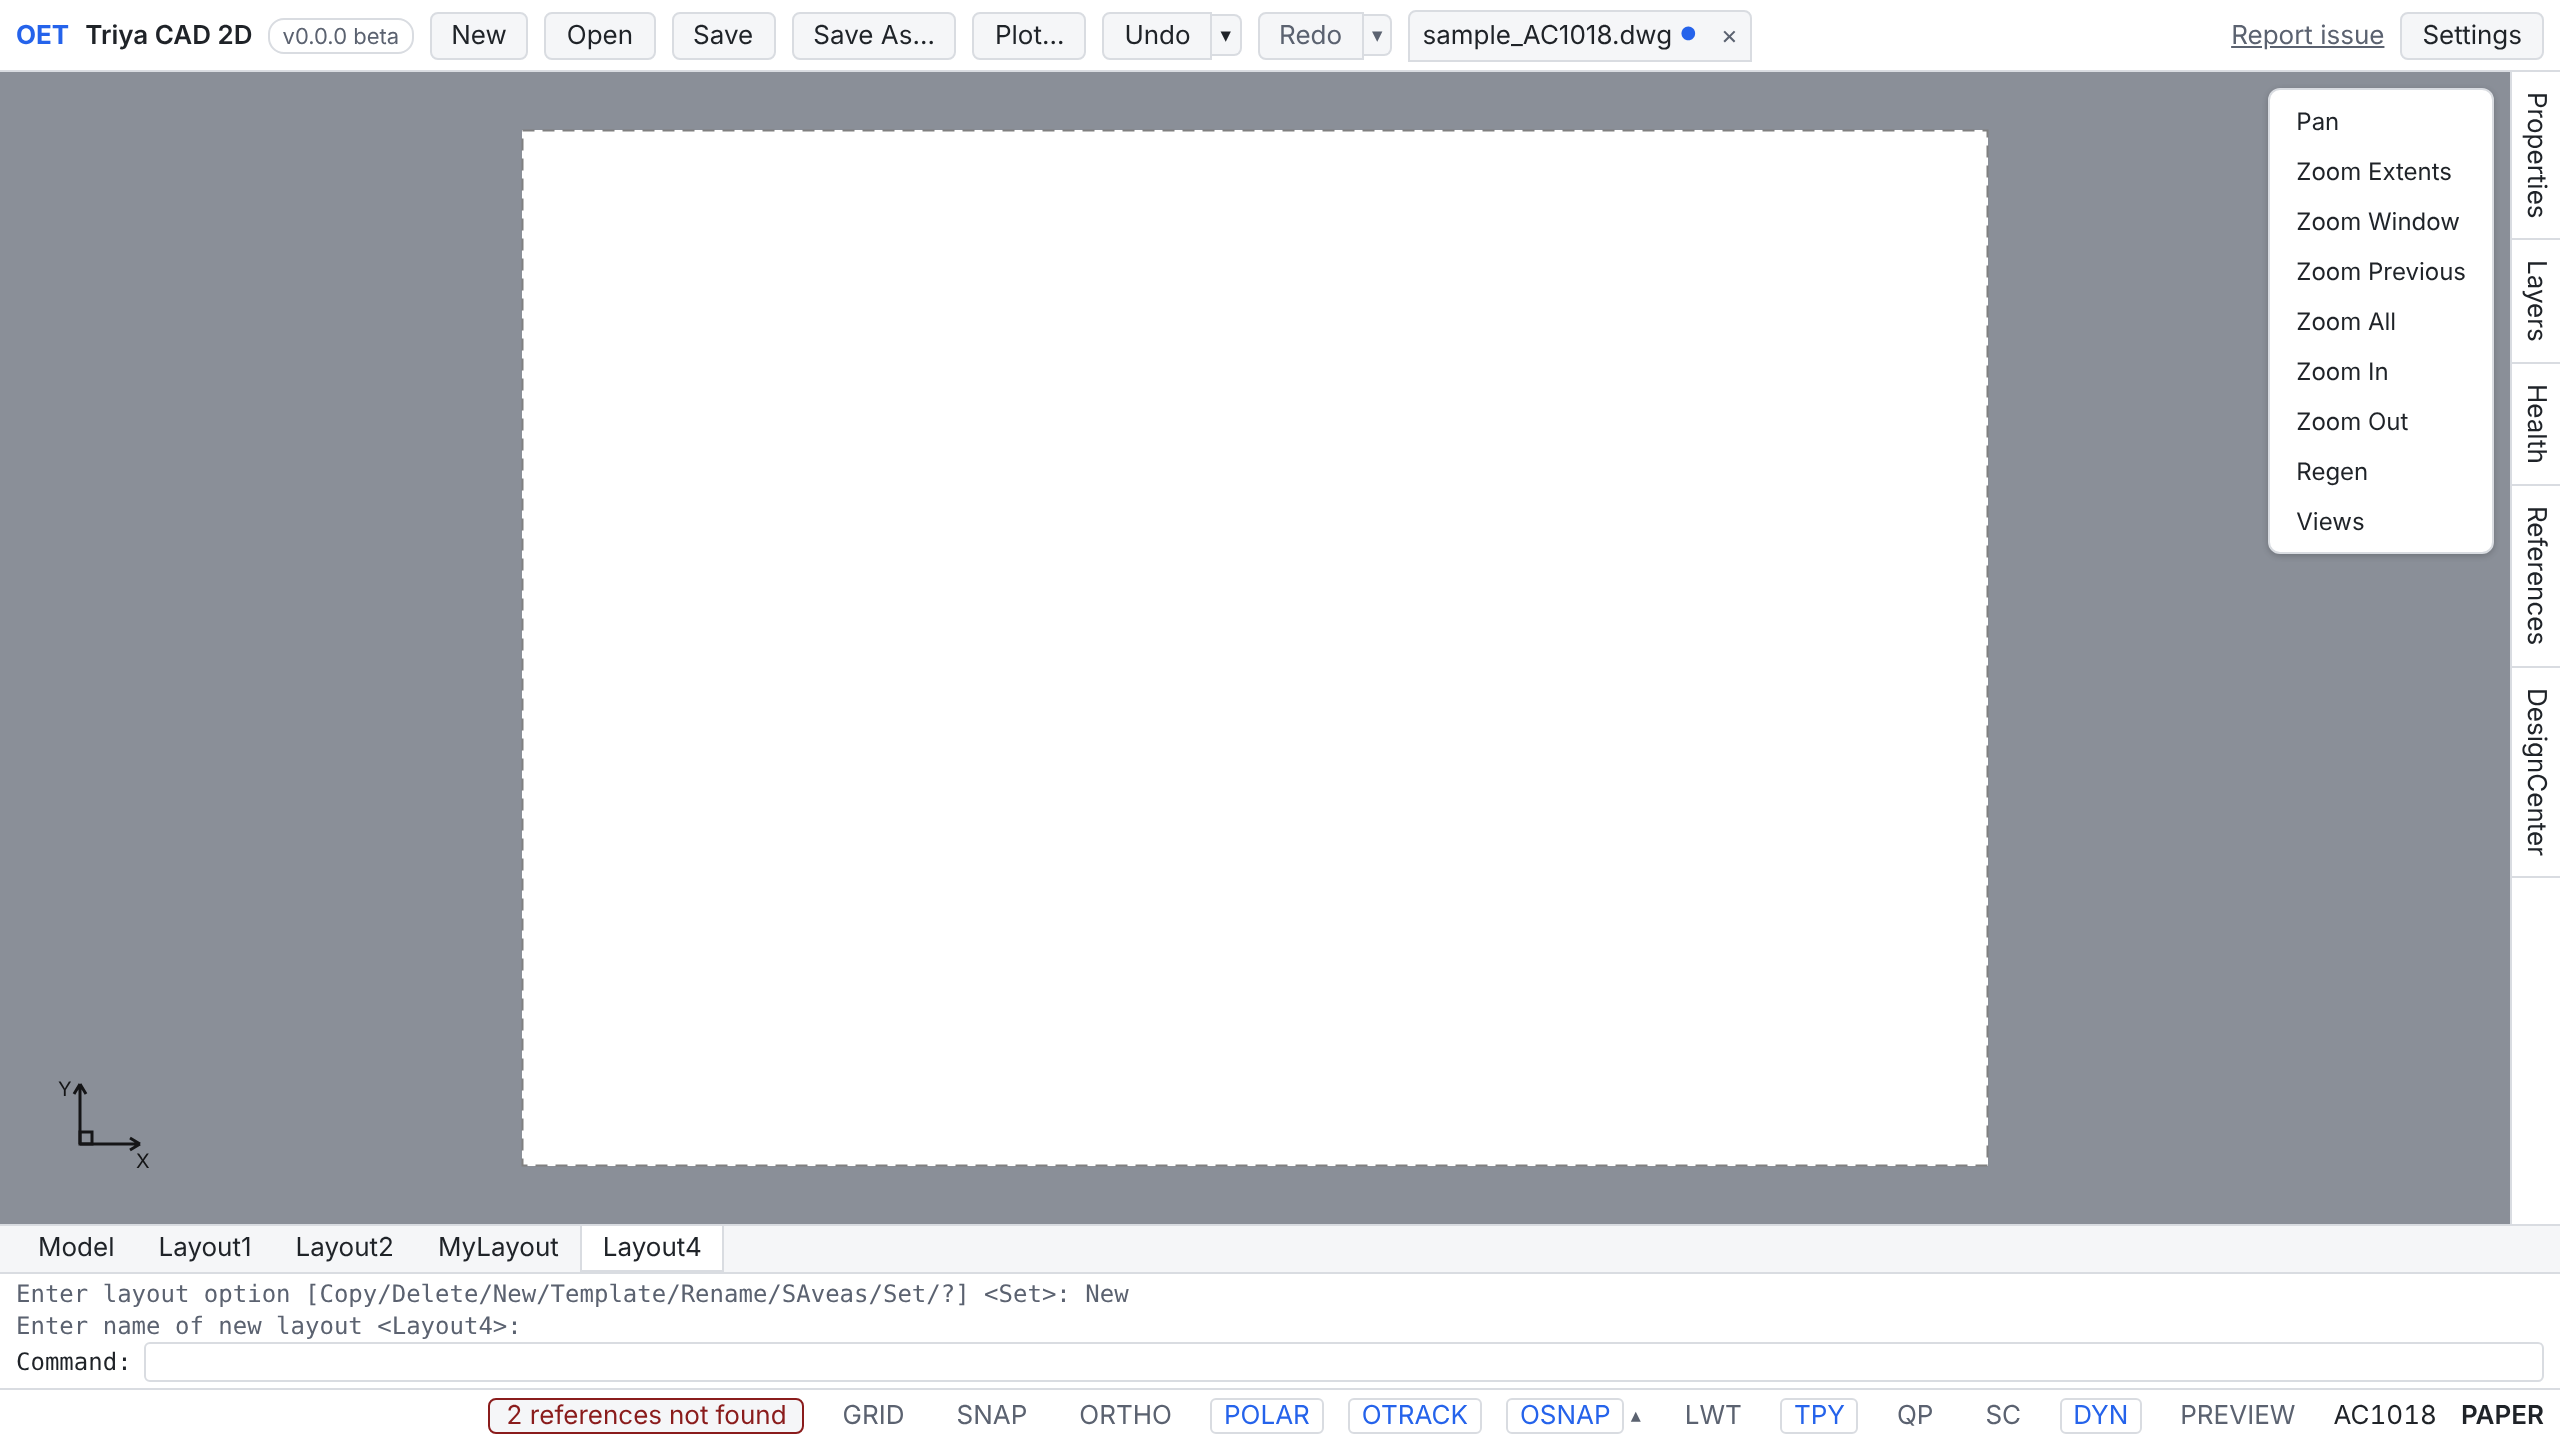 OET Triya CAD 2D v0.0.0 beta New Open Save Save As... Plot... Undo ▾ Redo ▾ sample_AC1018.dwg × Report issue Settings
Pan
Zoom Extents
Zoom Window
Zoom Previous
Zoom All
Zoom In
Zoom Out
Regen
Views
Properties
Layers
Health
References
DesignCenter
Y
X
Model Layout1 Layout2 MyLayout Layout4
Enter layout option [Copy/Delete/New/Template/Rename/SAveas/Set/?] <Set>: New
Enter name of new layout <Layout4>:
Command:
2 references not found GRID SNAP ORTHO POLAR OTRACK OSNAP ▴ LWT TPY QP SC DYN PREVIEW AC1018 PAPER